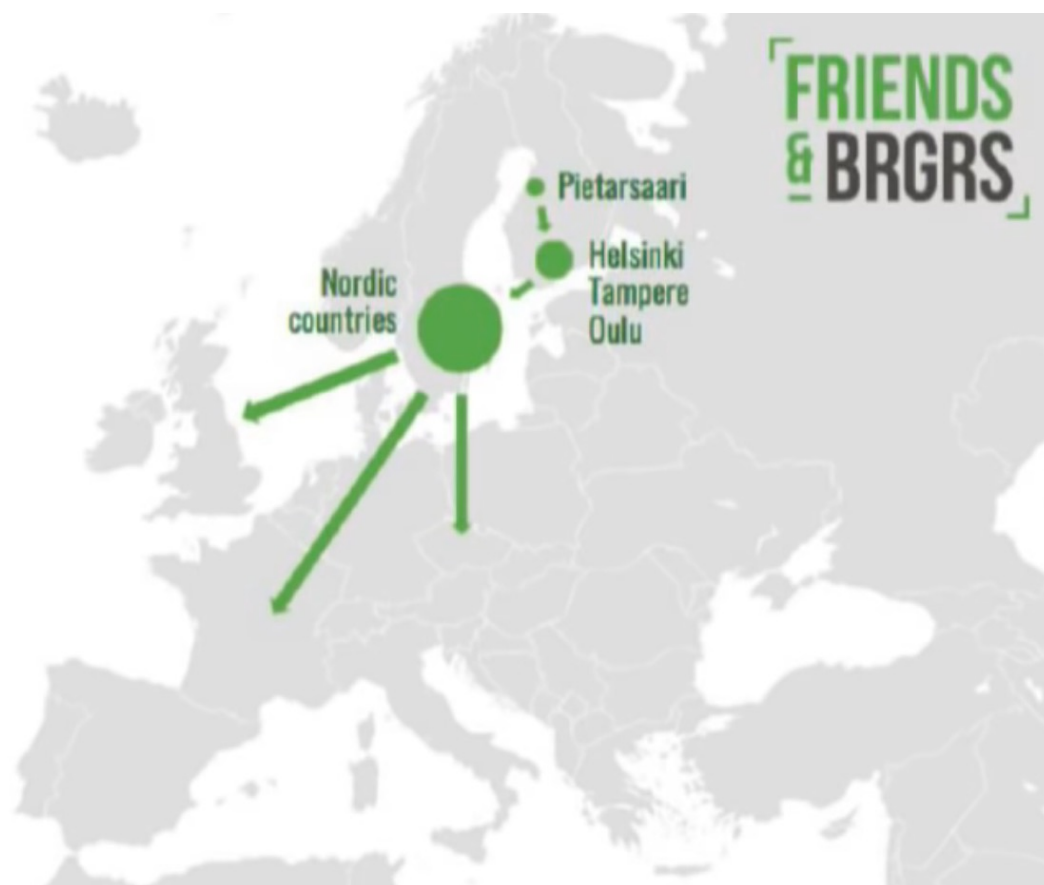 FRIENDS
& BRGRS
Pietarsaari
Helsinki
Tampere
Oulu
Nordic
countries